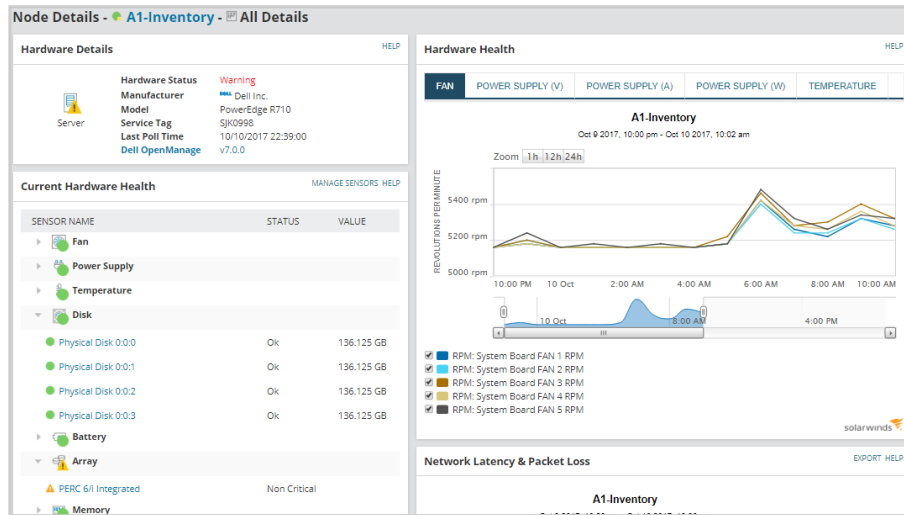 Node Details - A1-Inventory - All Details
Hardware Details
HELP
Hardware Status Warning
Manufacturer DELL Dell Inc.
Model PowerEdge R710
Server
Service Tag SJK0998
Last Poll Time 10/10/2017 22:39:00
Dell OpenManage v7.0.0
Current Hardware Health
MANAGE SENSORS HELP
SENSOR NAME STATUS VALUE
Fan
Power Supply
Temperature
Disk
Physical Disk 0:0:0 Ok 136.125 GB
Physical Disk 0:0:1 Ok 136.125 GB
Physical Disk 0:0:2 Ok 136.125 GB
Physical Disk 0:0:3 Ok 136.125 GB
Battery
Array
PERC 6/i Integrated Non Critical
Memory
Hardware Health
HELP
FAN POWER SUPPLY (V) POWER SUPPLY (A) POWER SUPPLY (W) TEMPERATURE
A1-Inventory
Oct 9 2017, 10:00 pm - Oct 10 2017, 10:02 am
Zoom 1h 12h 24h
REVOLUTIONS PER MINUTE
5400 rpm
5200 rpm
5000 rpm
10:00 PM 10 Oct 2:00 AM 4:00 AM 6:00 AM 8:00 AM 10:00 AM
10 Oct 8:00 AM 4:00 PM
RPM: System Board FAN 1 RPM
RPM: System Board FAN 2 RPM
RPM: System Board FAN 3 RPM
RPM: System Board FAN 4 RPM
RPM: System Board FAN 5 RPM
solarwinds
Network Latency & Packet Loss
EXPORT HELP
A1-Inventory